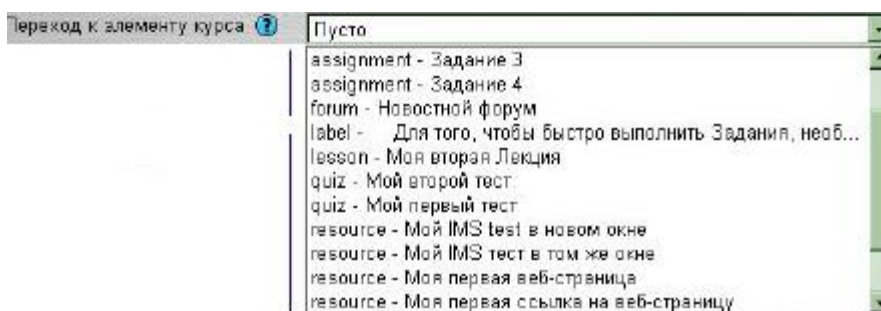 Переход к элементу курса ? Пусто
assignment - Задание 3
assignment - Задание 4
forum - Новостной форум
label - Для того, чтобы быстро выполнить Задания, необ...
lesson - Моя вторая Лекция
quiz - Мой второй тест
quiz - Мой первый тест
resource - Мой IMS test в новом окне
resource - Мой IMS тест в том же окне
resource - Моя первая веб-страница
resource - Моя первая ссылка на веб-страницу